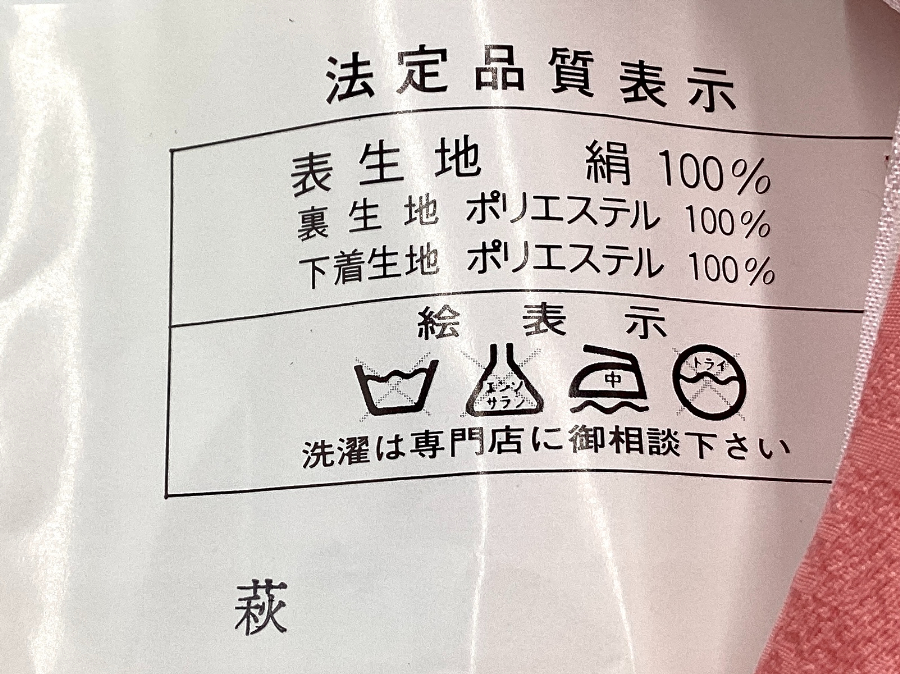 法定品質表示
表生地 絹 100%
裏生地 ポリエステル 100%
下着生地 ポリエステル 100%
絵表示
エンソ サラシ 中 トライ
洗濯は専門店に御相談下さい
萩